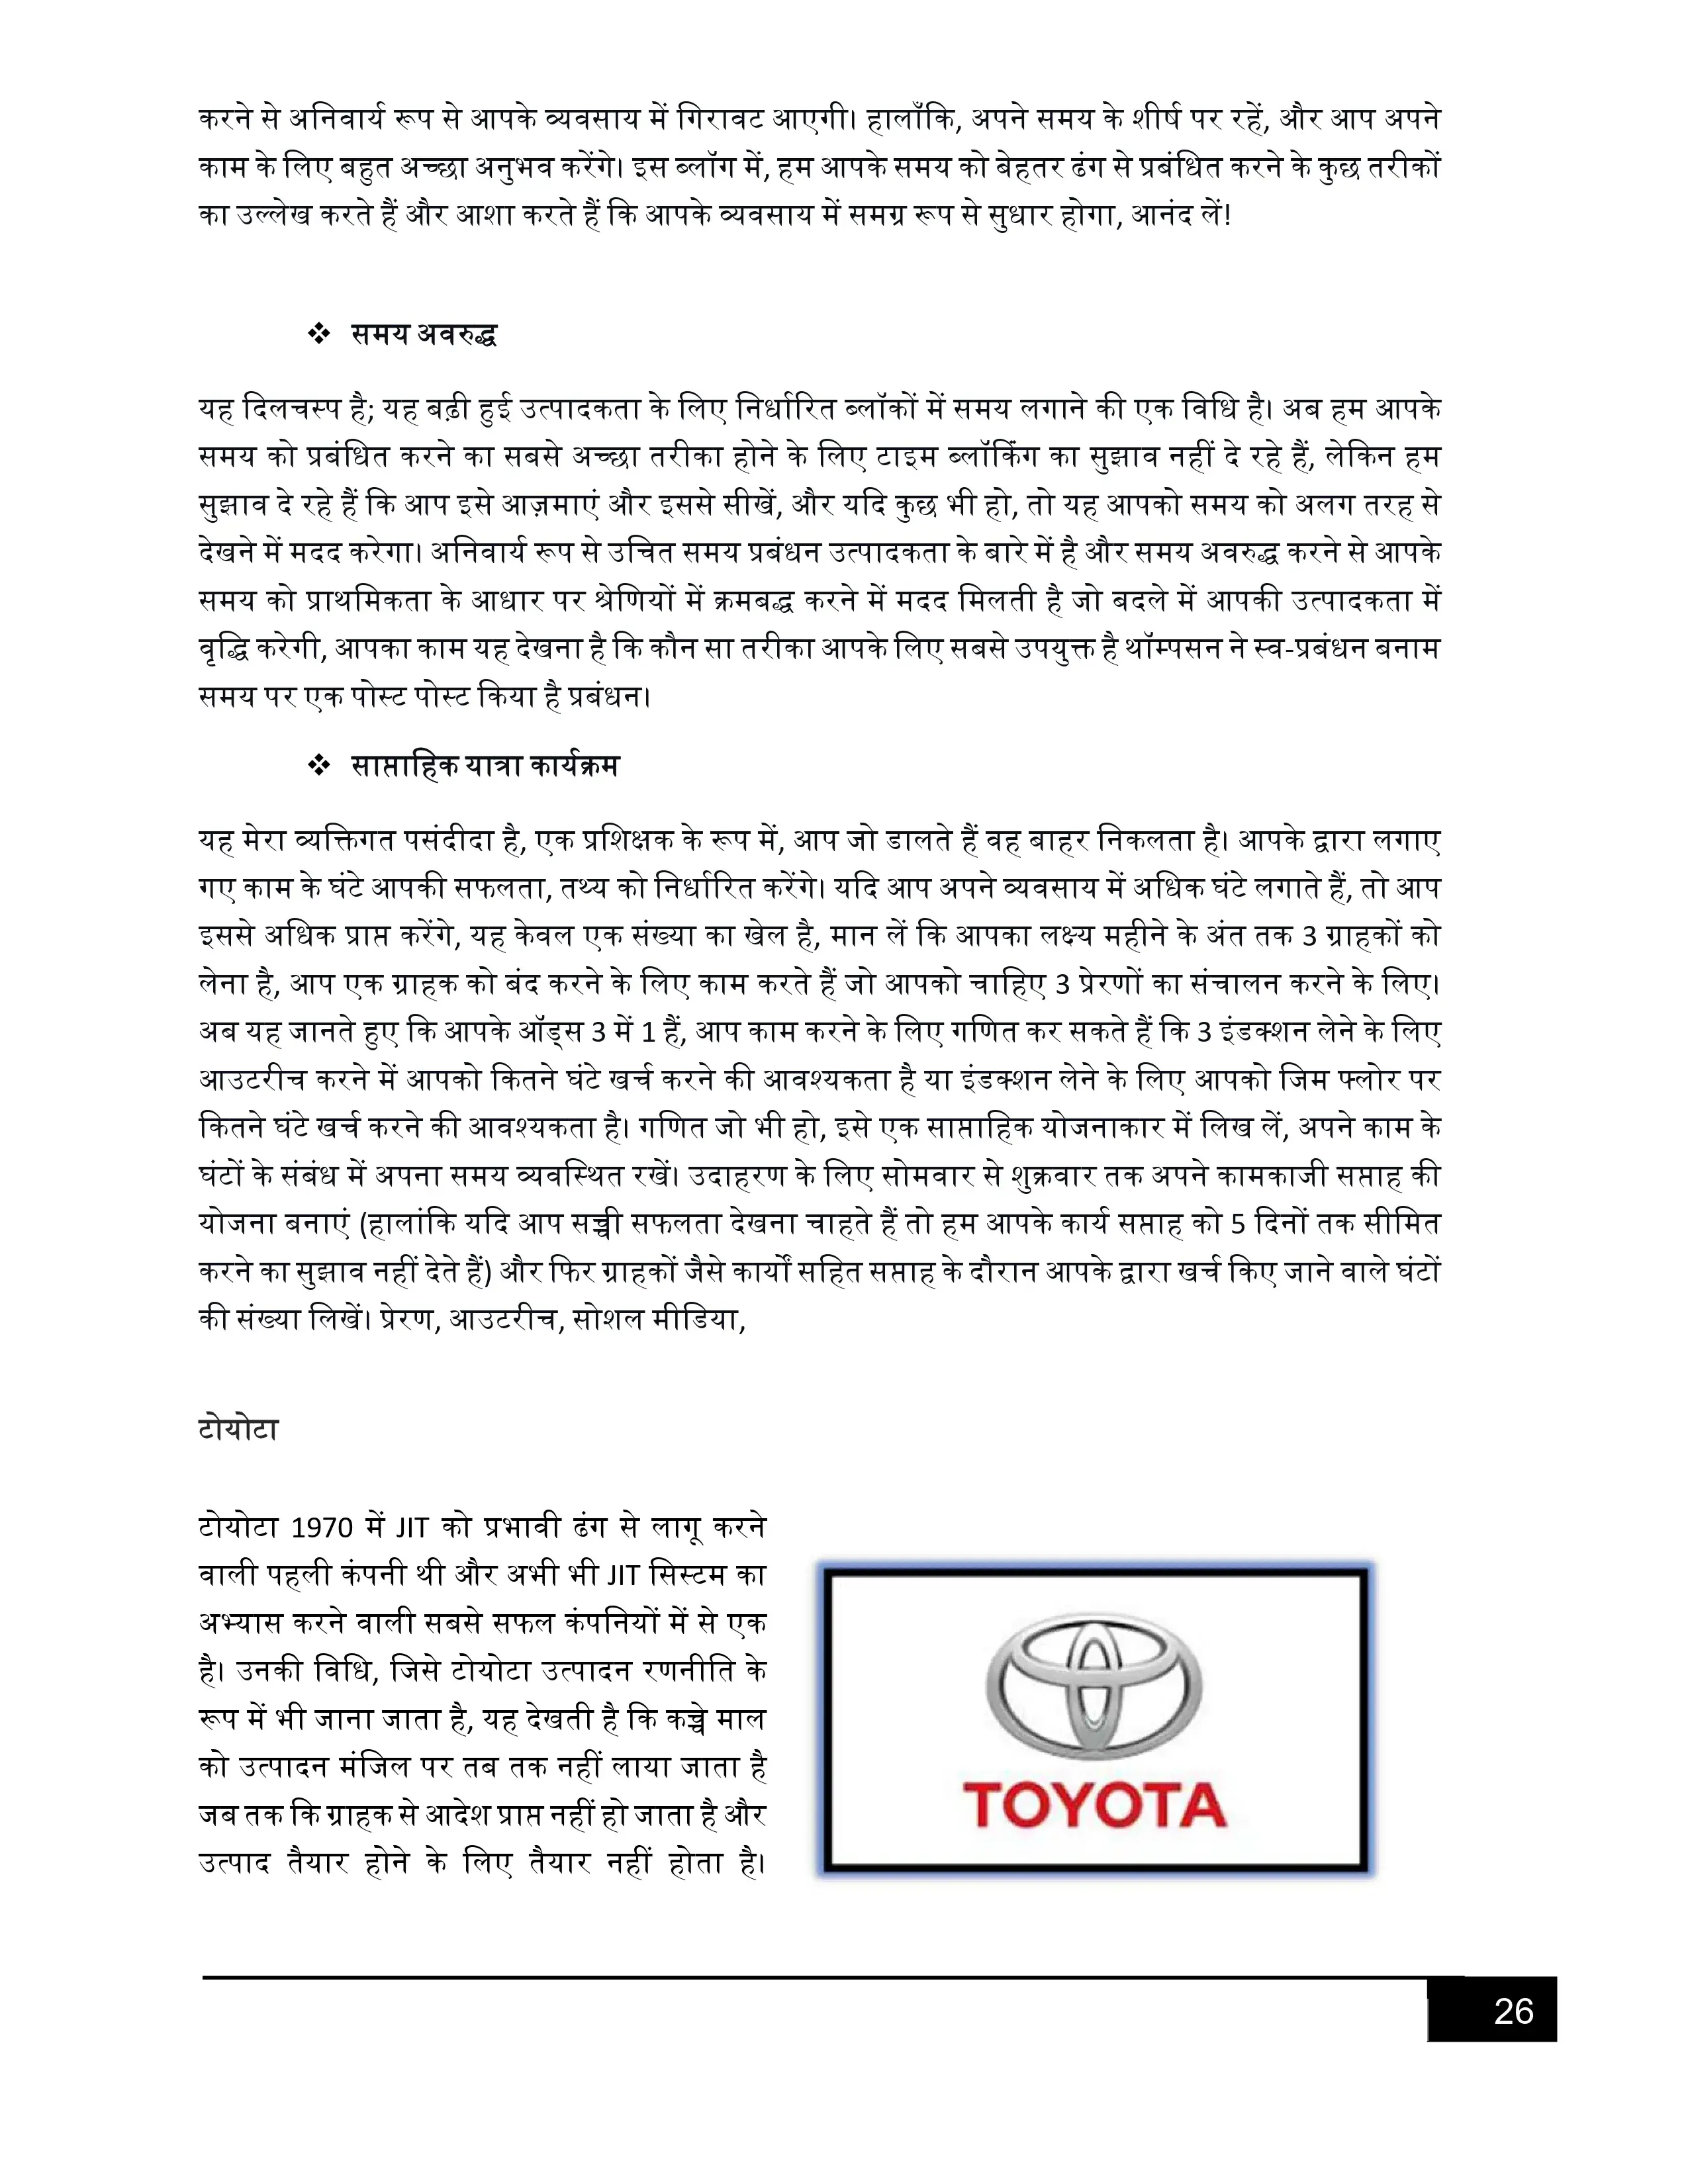 करने से अनिवार्य रूप से आपके व्यवसाय में गिरावट आएगी। हालाँकि, अपने समय के शीर्ष पर रहें, और आप अपने
काम के लिए बहुत अच्छा अनुभव करेंगे। इस ब्लॉग में, हम आपके समय को बेहतर ढंग से प्रबंधित करने के कुछ तरीकों
का उल्लेख करते हैं और आशा करते हैं कि आपके व्यवसाय में समग्र रूप से सुधार होगा, आनंद लें!
❖ समय अवरुद्ध
यह दिलचस्प है; यह बढ़ी हुई उत्पादकता के लिए निर्धारित ब्लॉकों में समय लगाने की एक विधि है। अब हम आपके
समय को प्रबंधित करने का सबसे अच्छा तरीका होने के लिए टाइम ब्लॉकिंग का सुझाव नहीं दे रहे हैं, लेकिन हम
सुझाव दे रहे हैं कि आप इसे आज़माएं और इससे सीखें, और यदि कुछ भी हो, तो यह आपको समय को अलग तरह से
देखने में मदद करेगा। अनिवार्य रूप से उचित समय प्रबंधन उत्पादकता के बारे में है और समय अवरुद्ध करने से आपके
समय को प्राथमिकता के आधार पर श्रेणियों में क्रमबद्ध करने में मदद मिलती है जो बदले में आपकी उत्पादकता में
वृद्धि करेगी, आपका काम यह देखना है कि कौन सा तरीका आपके लिए सबसे उपयुक्त है थॉम्पसन ने स्व-प्रबंधन बनाम
समय पर एक पोस्ट पोस्ट किया है प्रबंधन।
❖ साप्ताहिक यात्रा कार्यक्रम
यह मेरा व्यक्तिगत पसंदीदा है, एक प्रशिक्षक के रूप में, आप जो डालते हैं वह बाहर निकलता है। आपके द्वारा लगाए
गए काम के घंटे आपकी सफलता, तथ्य को निर्धारित करेंगे। यदि आप अपने व्यवसाय में अधिक घंटे लगाते हैं, तो आप
इससे अधिक प्राप्त करेंगे, यह केवल एक संख्या का खेल है, मान लें कि आपका लक्ष्य महीने के अंत तक 3 ग्राहकों को
लेना है, आप एक ग्राहक को बंद करने के लिए काम करते हैं जो आपको चाहिए 3 प्रेरणों का संचालन करने के लिए।
अब यह जानते हुए कि आपके ऑड्स 3 में 1 हैं, आप काम करने के लिए गणित कर सकते हैं कि 3 इंडक्शन लेने के लिए
आउटरीच करने में आपको कितने घंटे खर्च करने की आवश्यकता है या इंडक्शन लेने के लिए आपको जिम फ्लोर पर
कितने घंटे खर्च करने की आवश्यकता है। गणित जो भी हो, इसे एक साप्ताहिक योजनाकार में लिख लें, अपने काम के
घंटों के संबंध में अपना समय व्यवस्थित रखें। उदाहरण के लिए सोमवार से शुक्रवार तक अपने कामकाजी सप्ताह की
योजना बनाएं (हालांकि यदि आप सच्ची सफलता देखना चाहते हैं तो हम आपके कार्य सप्ताह को 5 दिनों तक सीमित
करने का सुझाव नहीं देते हैं) और फिर ग्राहकों जैसे कार्यों सहित सप्ताह के दौरान आपके द्वारा खर्च किए जाने वाले घंटों
की संख्या लिखें। प्रेरण, आउटरीच, सोशल मीडिया,
टोयोटा
टोयोटा 1970 में JIT को प्रभावी ढंग से लागू करने
वाली पहली कंपनी थी और अभी भी JIT सिस्टम का
अभ्यास करने वाली सबसे सफल कंपनियों में से एक
है। उनकी विधि, जिसे टोयोटा उत्पादन रणनीति के
रूप में भी जाना जाता है, यह देखती है कि कच्चे माल
को उत्पादन मंजिल पर तब तक नहीं लाया जाता है
जब तक कि ग्राहक से आदेश प्राप्त नहीं हो जाता है और
उत्पाद तैयार होने के लिए तैयार नहीं होता है।
TOYOTA
26